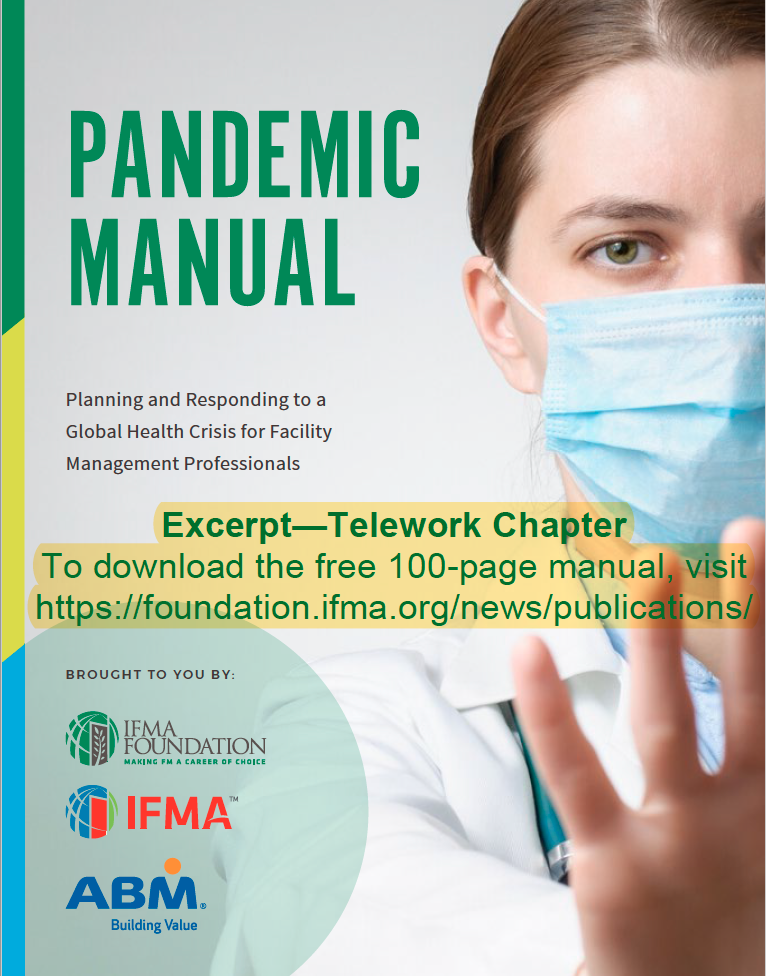 PANDEMIC
MANUAL
Planning and Responding to a
Global Health Crisis for Facility
Management Professionals
Excerpt—Telework Chapter
To download the free 100-page manual, visit
https://foundation.ifma.org/news/publications/
BROUGHT TO YOU BY:
IFMA
FOUNDATION
MAKING FM A CAREER OF CHOICE
IFMA™
ABM®
Building Value